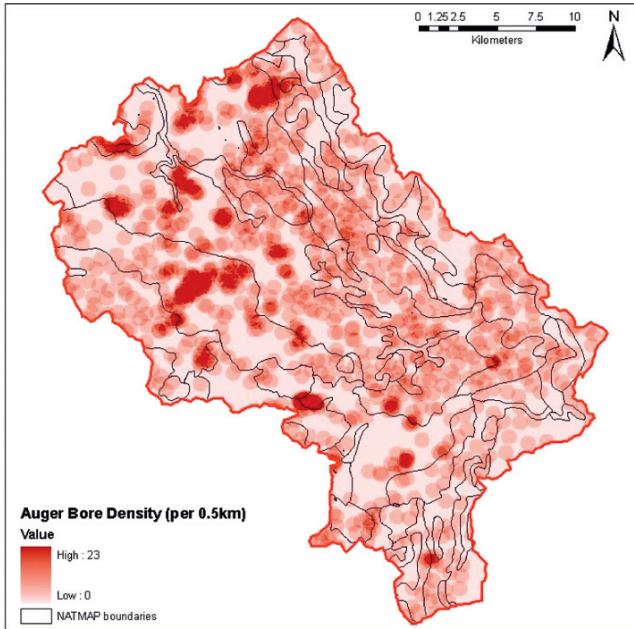 0 1.25 2.5 5 7.5 10
Kilometers
N
Auger Bore Density (per 0.5km)
Value
High : 23
Low : 0
NATMAP boundaries